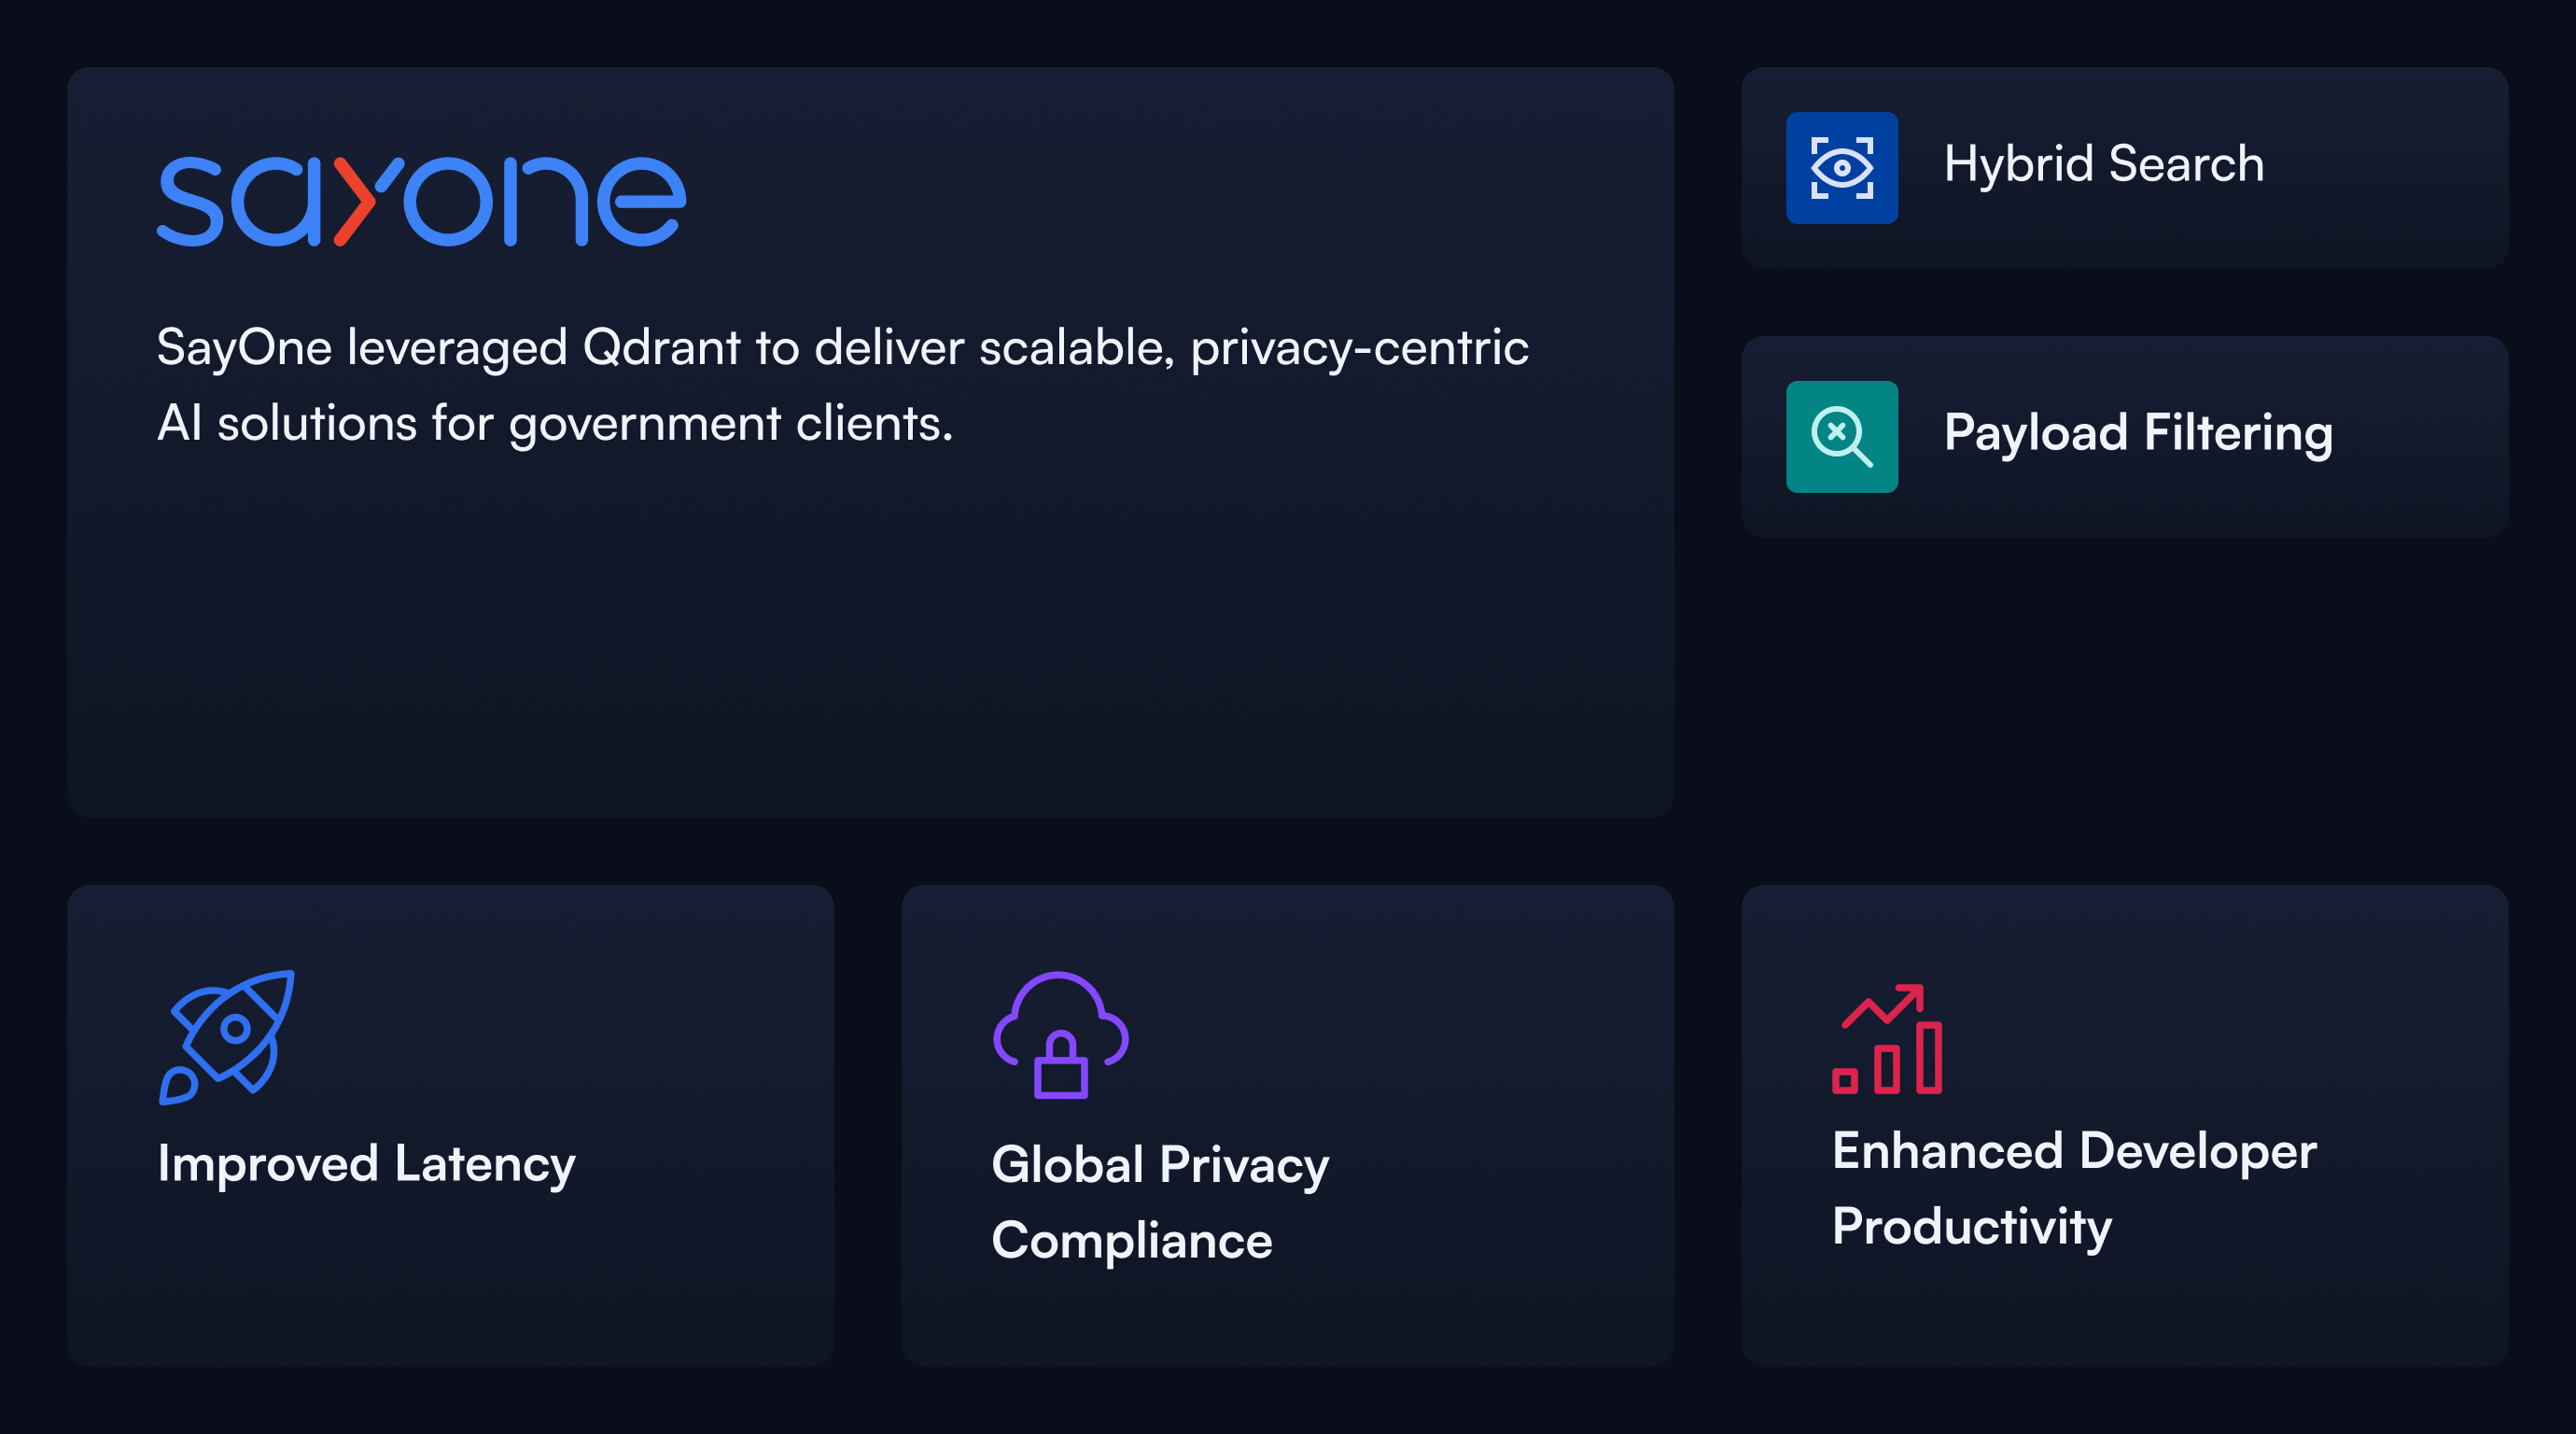 sayone
SayOne leveraged Qdrant to deliver scalable, privacy-centric
AI solutions for government clients.
Hybrid Search
Payload Filtering
Improved Latency
Global Privacy
Compliance
Enhanced Developer
Productivity